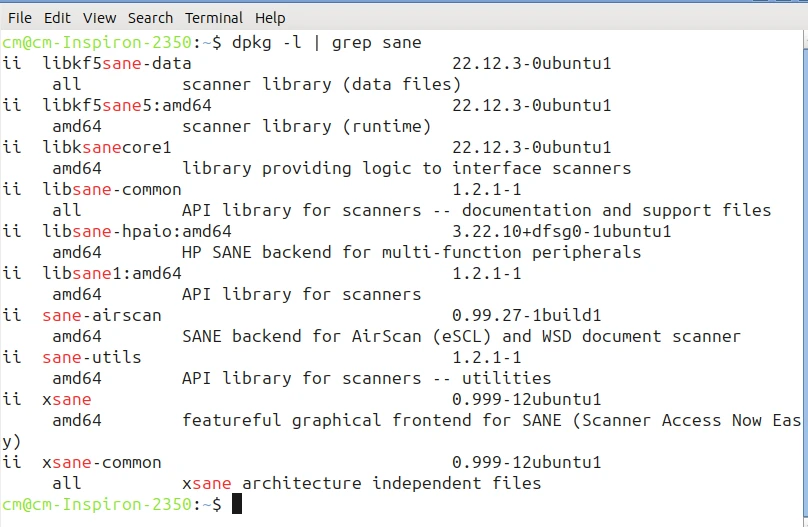 File Edit View Search Terminal Help
cm@cm-Inspiron-2350:~$ dpkg -l | grep sane
ii  libkf5sane-data                          22.12.3-0ubuntu1
     all          scanner library (data files)
ii  libkf5sane5:amd64                        22.12.3-0ubuntu1
     amd64        scanner library (runtime)
ii  libksanecore1                            22.12.3-0ubuntu1
     amd64        library providing logic to interface scanners
ii  libsane-common                           1.2.1-1
     all          API library for scanners -- documentation and support files
ii  libsane-hpaio:amd64                      3.22.10+dfsg0-1ubuntu1
     amd64        HP SANE backend for multi-function peripherals
ii  libsane1:amd64                           1.2.1-1
     amd64        API library for scanners
ii  sane-airscan                             0.99.27-1build1
     amd64        SANE backend for AirScan (eSCL) and WSD document scanner
ii  sane-utils                               1.2.1-1
     amd64        API library for scanners -- utilities
ii  xsane                                    0.999-12ubuntu1
     amd64        featureful graphical frontend for SANE (Scanner Access Now Eas
y)
ii  xsane-common                             0.999-12ubuntu1
     all          xsane architecture independent files
cm@cm-Inspiron-2350:~$